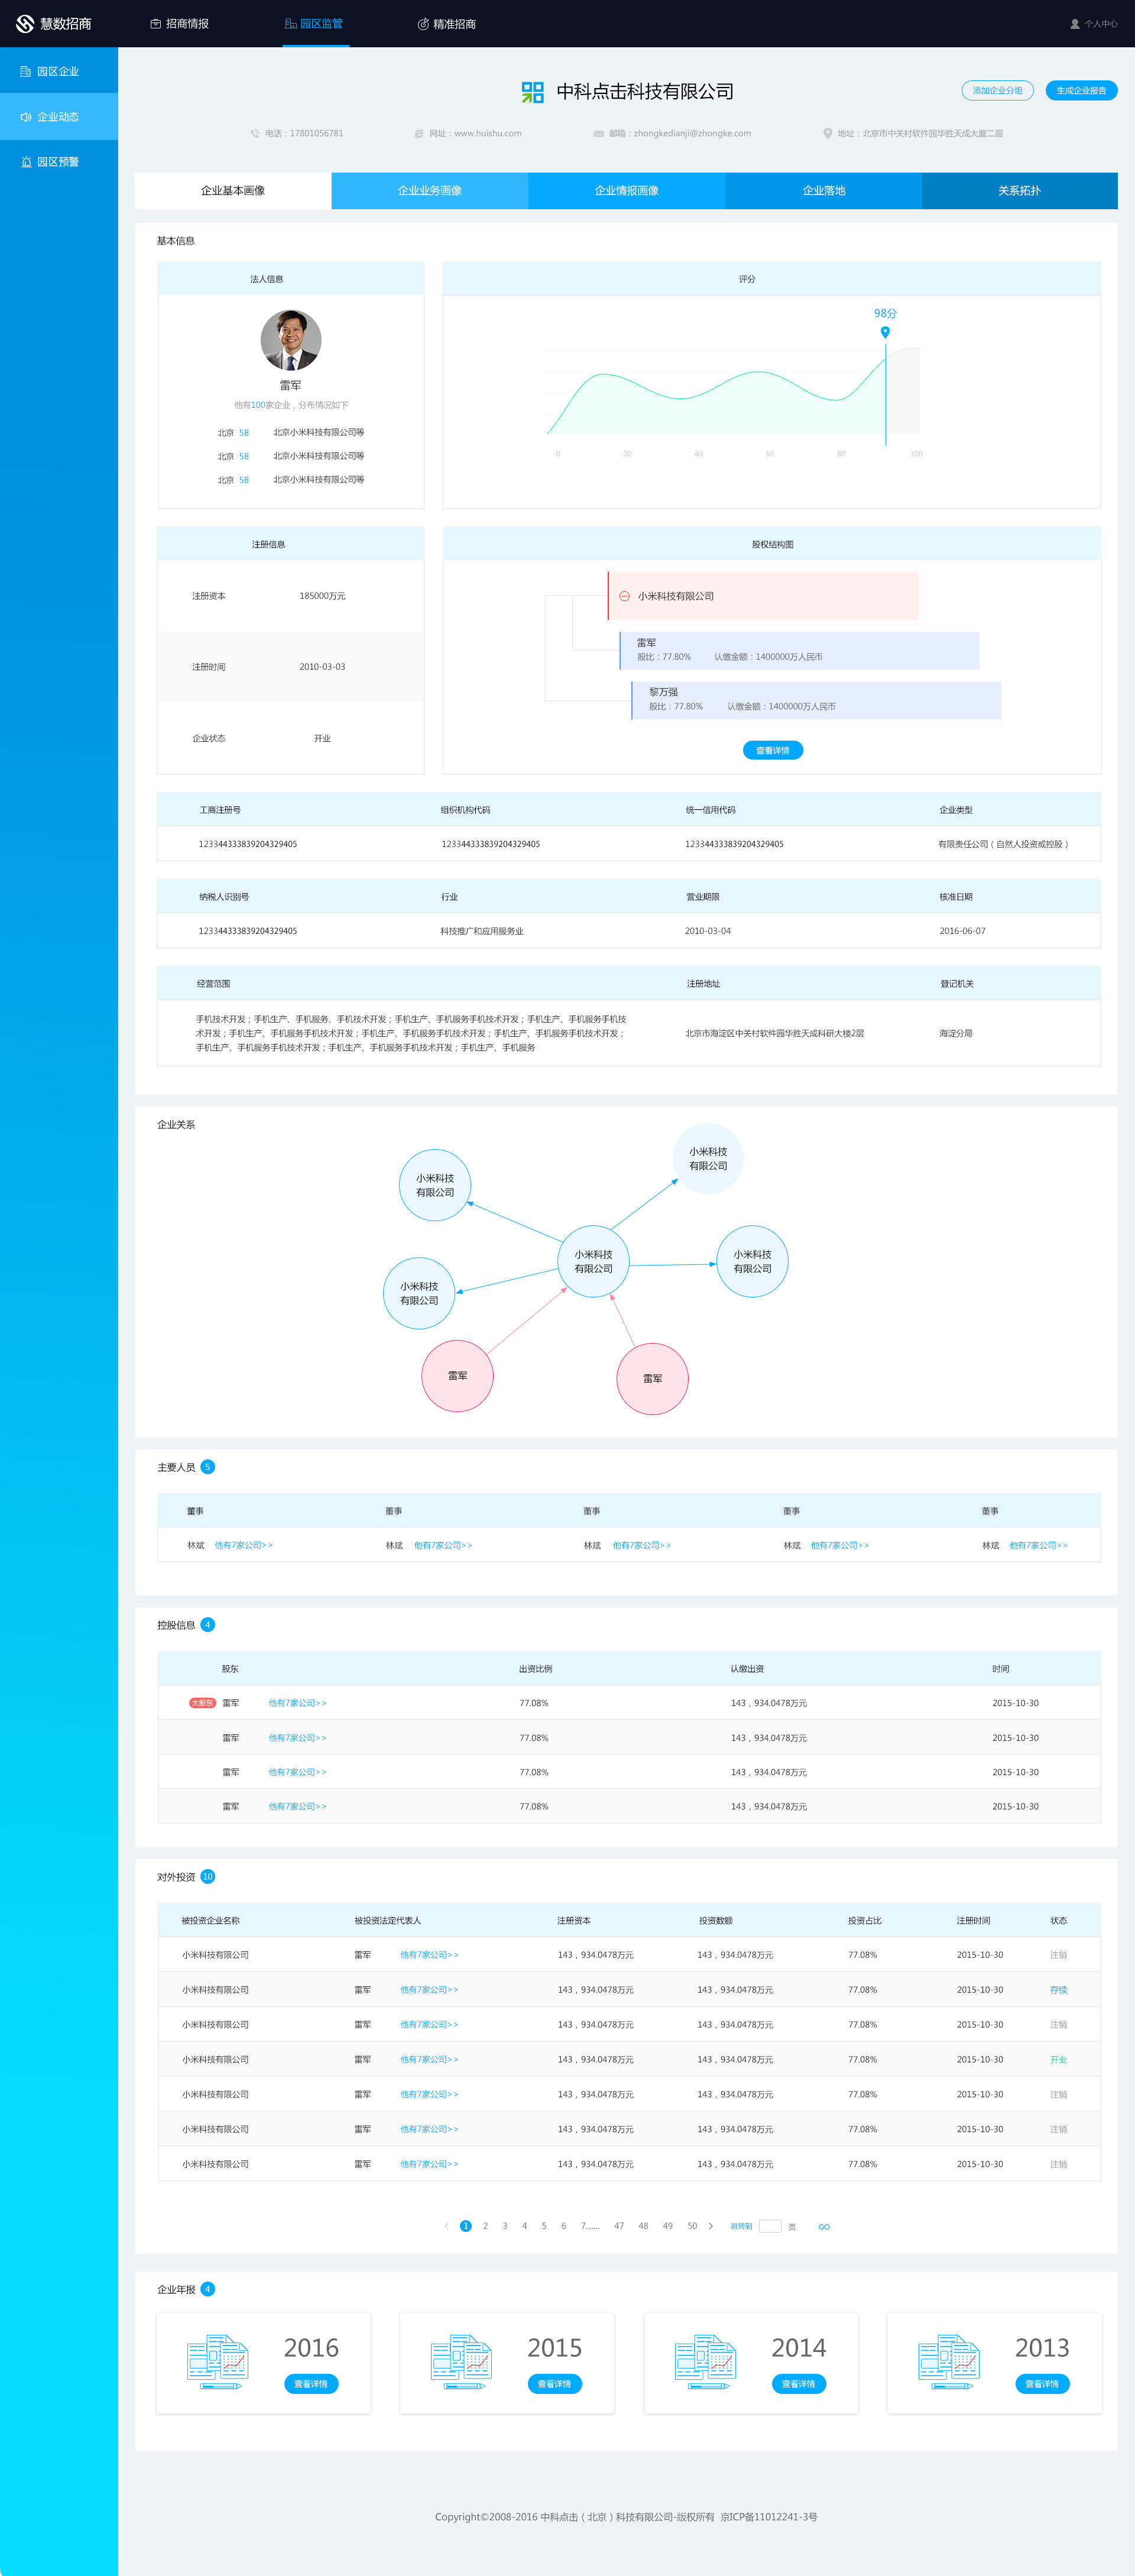 慧数招商
招商情报
园区监管
精准招商
个人中心
园区企业
企业动态
园区预警
中科点击科技有限公司
添加企业分组
生成企业报告
电话：17801056781
网址：www.huishu.com
邮箱：zhongkedianji@zhongke.com
地址：北京市中关村软件园华胜天成大厦二层
企业基本画像
企业业务画像
企业情报画像
企业落地
关系拓扑
基本信息
法人信息
雷军
他有100家企业，分布情况如下
北京 58 北京小米科技有限公司等
北京 58 北京小米科技有限公司等
北京 58 北京小米科技有限公司等
评分
98分
0 20 40 60 80 100
注册信息
注册资本 185000万元
注册时间 2010-03-03
企业状态 开业
股权结构图
小米科技有限公司
雷军
股比：77.80% 认缴金额：1400000万人民币
黎万强
股比：77.80% 认缴金额：1400000万人民币
查看详情
工商注册号 组织机构代码 统一信用代码 企业类型
123344333839204329405 123344333839204329405 123344333839204329405 有限责任公司（自然人投资或控股）
纳税人识别号 行业 营业期限 核准日期
123344333839204329405 科技推广和应用服务业 2010-03-04 2016-06-07
经营范围 注册地址 登记机关
手机技术开发；手机生产、手机服务、手机技术开发；手机生产、手机服务手机技术开发；手机生产、手机服务手机技
术开发；手机生产、手机服务手机技术开发；手机生产、手机服务手机技术开发；手机生产、手机服务手机技术开发；
手机生产、手机服务手机技术开发；手机生产、手机服务手机技术开发；手机生产、手机服务
北京市海淀区中关村软件园华胜天成科研大楼2层
海淀分局
企业关系
小米科技
有限公司
小米科技
有限公司
小米科技
有限公司
小米科技
有限公司
小米科技
有限公司
雷军
雷军
主要人员 5
董事 董事 董事 董事 董事
林斌 他有7家公司>> 林斌 他有7家公司>> 林斌 他有7家公司>> 林斌 他有7家公司>> 林斌 他有7家公司>>
控股信息 4
股东 出资比例 认缴出资 时间
大股东 雷军 他有7家公司>> 77.08% 143，934.0478万元 2015-10-30
雷军 他有7家公司>> 77.08% 143，934.0478万元 2015-10-30
雷军 他有7家公司>> 77.08% 143，934.0478万元 2015-10-30
雷军 他有7家公司>> 77.08% 143，934.0478万元 2015-10-30
对外投资 10
被投资企业名称 被投资法定代表人 注册资本 投资数额 投资占比 注册时间 状态
小米科技有限公司 雷军 他有7家公司>> 143，934.0478万元 143，934.0478万元 77.08% 2015-10-30 注销
小米科技有限公司 雷军 他有7家公司>> 143，934.0478万元 143，934.0478万元 77.08% 2015-10-30 存续
小米科技有限公司 雷军 他有7家公司>> 143，934.0478万元 143，934.0478万元 77.08% 2015-10-30 注销
小米科技有限公司 雷军 他有7家公司>> 143，934.0478万元 143，934.0478万元 77.08% 2015-10-30 开业
小米科技有限公司 雷军 他有7家公司>> 143，934.0478万元 143，934.0478万元 77.08% 2015-10-30 注销
小米科技有限公司 雷军 他有7家公司>> 143，934.0478万元 143，934.0478万元 77.08% 2015-10-30 注销
小米科技有限公司 雷军 他有7家公司>> 143，934.0478万元 143，934.0478万元 77.08% 2015-10-30 注销
< 1 2 3 4 5 6 7....... 47 48 49 50 > 跳转到 页 GO
企业年报 4
2016
查看详情
2015
查看详情
2014
查看详情
2013
查看详情
Copyright©2008-2016 中科点击（北京）科技有限公司-版权所有 京ICP备11012241-3号